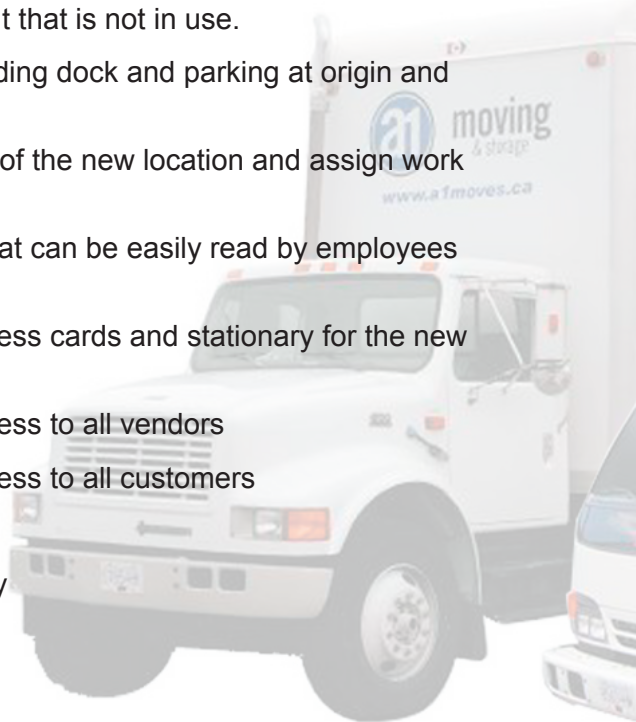 t that is not in use.
ding dock and parking at origin and
of the new location and assign work
at can be easily read by employees
ess cards and stationary for the new
ess to all vendors
ess to all customers
y
a1 moving
& storage
www.a1moves.ca